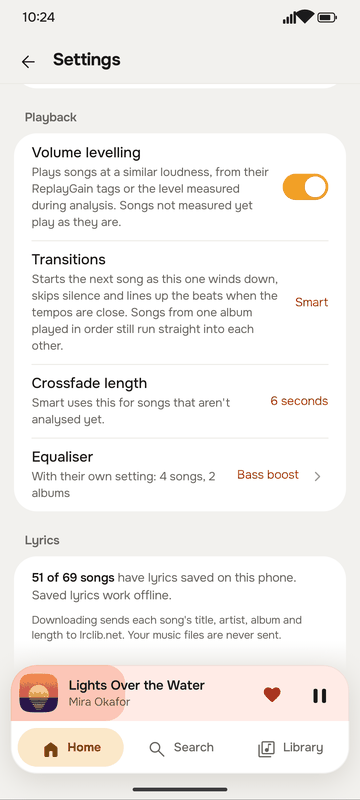 10:24
Settings
Playback
Volume levelling
Plays songs at a similar loudness, from their
ReplayGain tags or the level measured
during analysis. Songs not measured yet
play as they are.
Transitions
Starts the next song as this one winds down,
skips silence and lines up the beats when the
tempos are close. Songs from one album
played in order still run straight into each
other.
Smart
Crossfade length
Smart uses this for songs that aren't
analysed yet.
6 seconds
Equaliser
With their own setting: 4 songs, 2
albums
Bass boost
Lyrics
51 of 69 songs have lyrics saved on this phone.
Saved lyrics work offline.
Downloading sends each song's title, artist, album and
length to lrclib.net. Your music files are never sent.
Lights Over the Water
Mira Okafor
Home
Search
Library